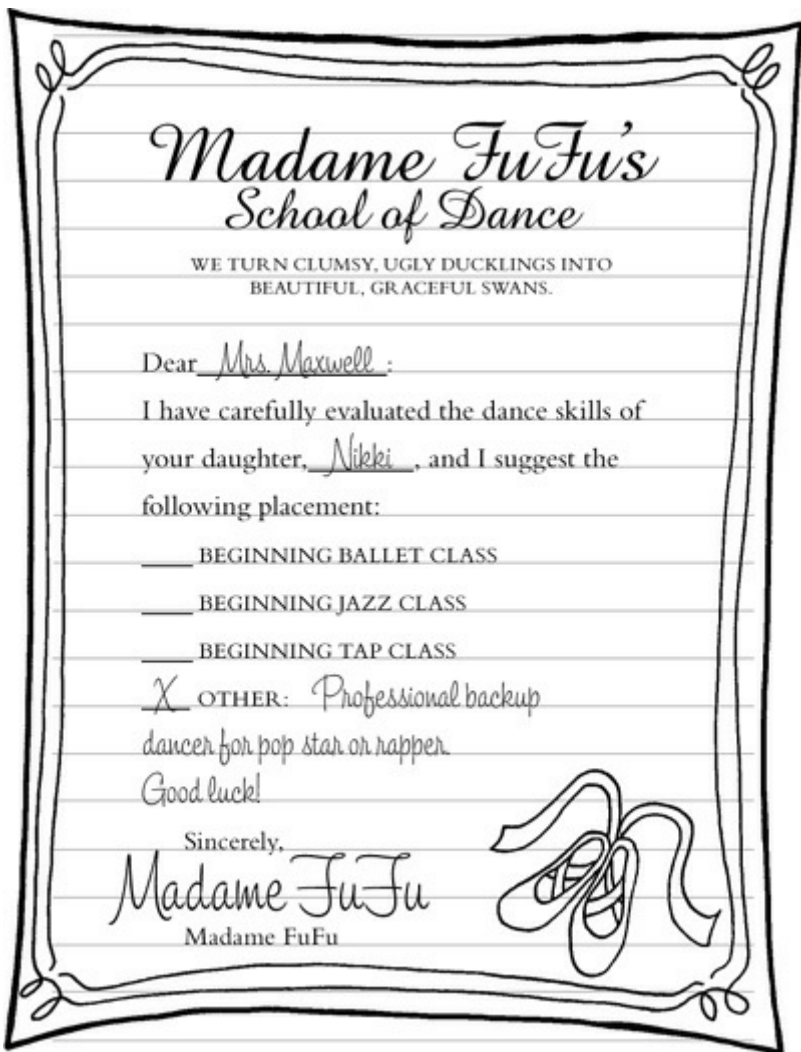 Madame FuFu's
School of Dance
WE TURN CLUMSY, UGLY DUCKLINGS INTO
BEAUTIFUL, GRACEFUL SWANS.
Dear Mrs. Maxwell :
I have carefully evaluated the dance skills of
your daughter, Nikki , and I suggest the
following placement:
____ BEGINNING BALLET CLASS
____ BEGINNING JAZZ CLASS
____ BEGINNING TAP CLASS
X OTHER: Professional backup
dancer for pop star or rapper.
Good luck!
Sincerely,
Madame FuFu
Madame FuFu